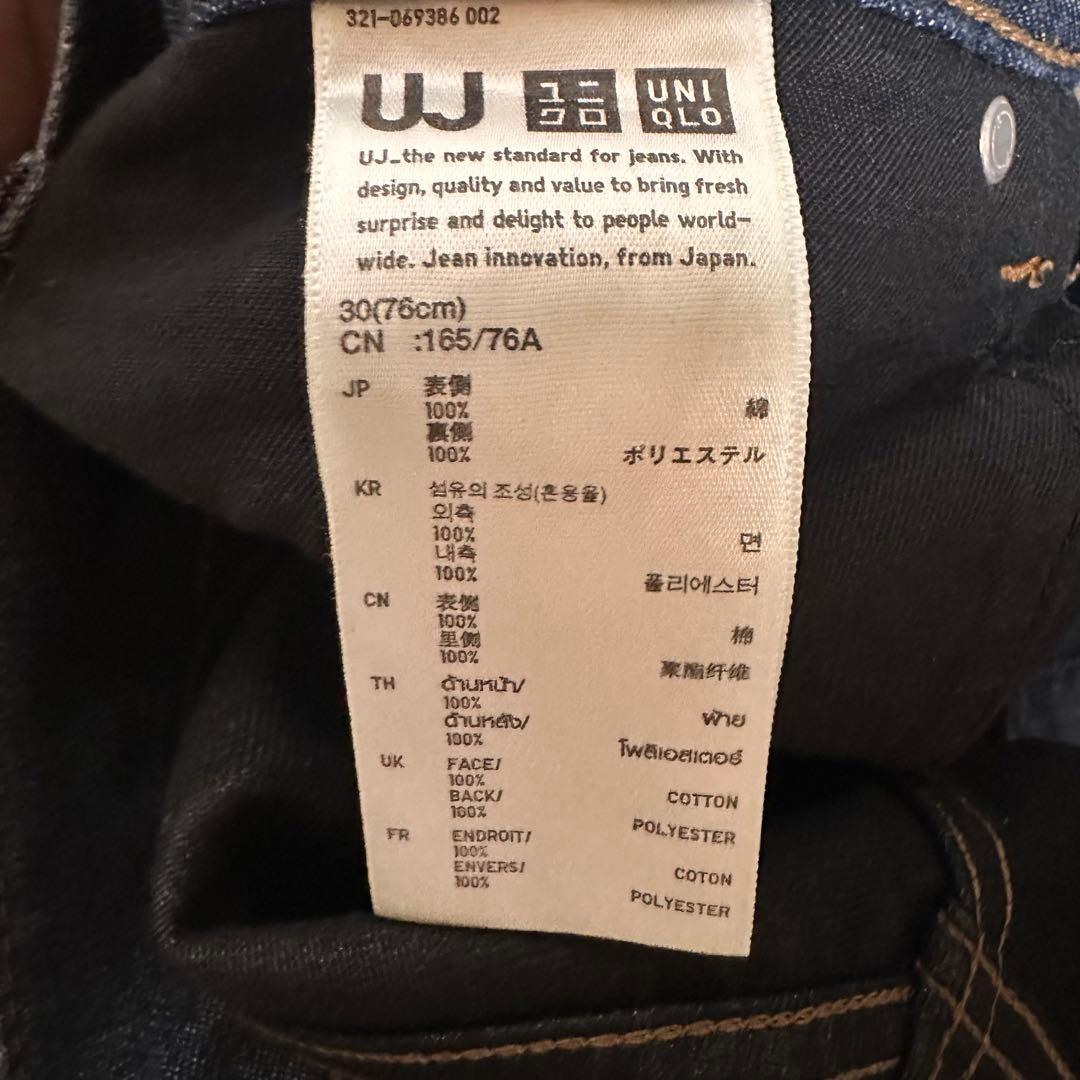 321-069386 002
UJ ユニクロ UNIQLO
UJ_the new standard for jeans. With
design, quality and value to bring fresh
surprise and delight to people world-
wide. Jean innovation, from Japan.
30(76cm)
CN :165/76A
JP 表側
100% 綿
裏側
100% ポリエステル
KR 섬유의 조성(혼용율)
외측
100% 면
내측
100% 폴리에스터
CN 表侧
100% 棉
里侧
100% 聚酯纤维
TH ด้านหน้า/
100% ฝ้าย
ด้านหลัง/
100% โพลีเอสเตอร์
UK FACE/
100% COTTON
BACK/
100% POLYESTER
FR ENDROIT/
100% COTON
ENVERS/
100% POLYESTER